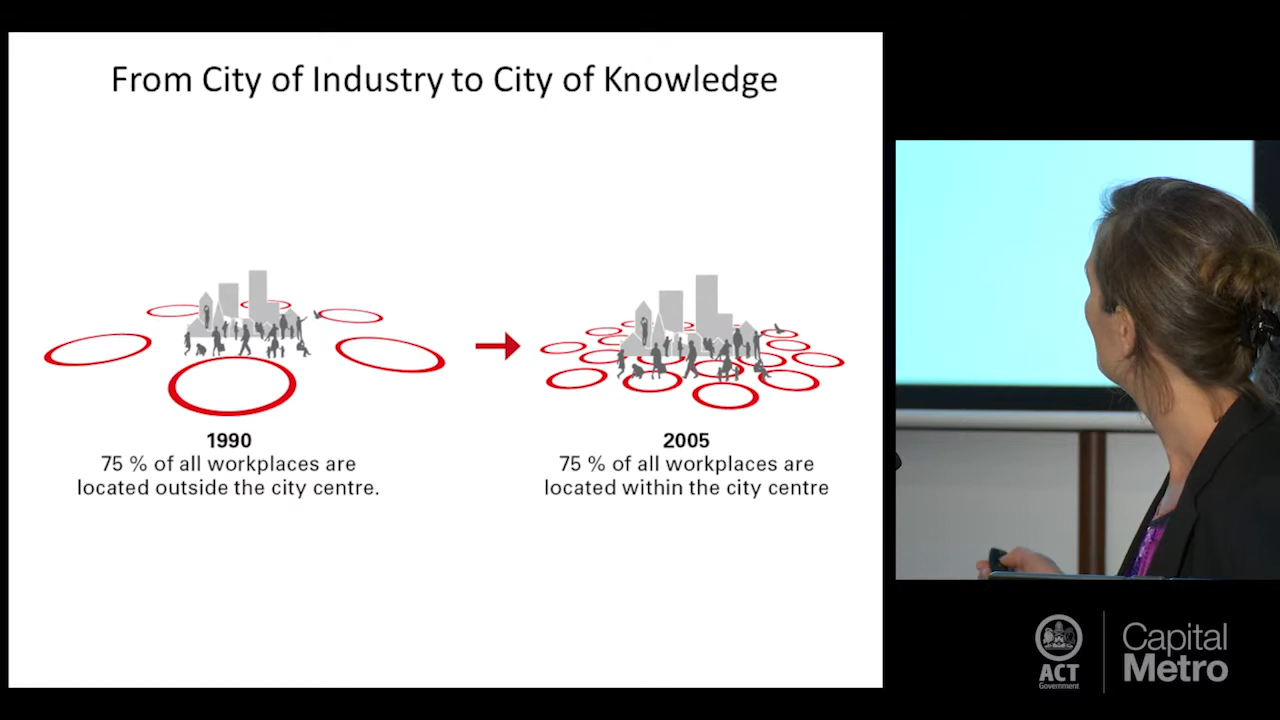 From City of Industry to City of Knowledge
1990
75 % of all workplaces are
located outside the city centre.
2005
75 % of all workplaces are
located within the city centre
ACT
Government
Capital
Metro